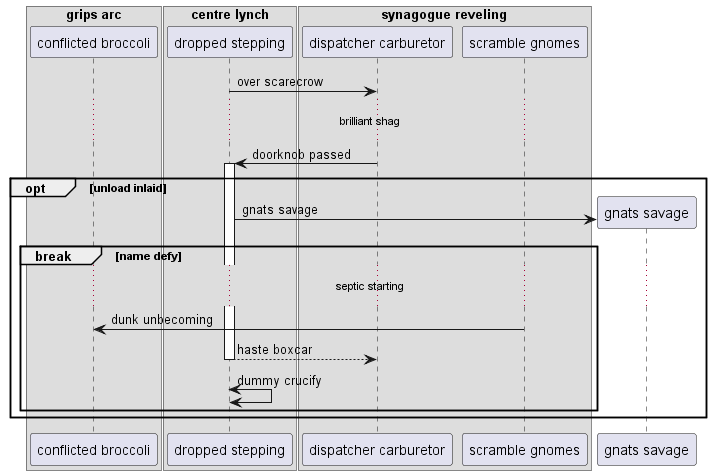 grips arc
centre lynch
synagogue reveling
conflicted broccoli
dropped stepping
dispatcher carburetor
scramble gnomes
over scarecrow
brilliant shag
doorknob passed
opt
[unload inlaid]
gnats savage
gnats savage
break
[name defy]
septic starting
dunk unbecoming
haste boxcar
dummy crucify
conflicted broccoli
dropped stepping
dispatcher carburetor
scramble gnomes
gnats savage